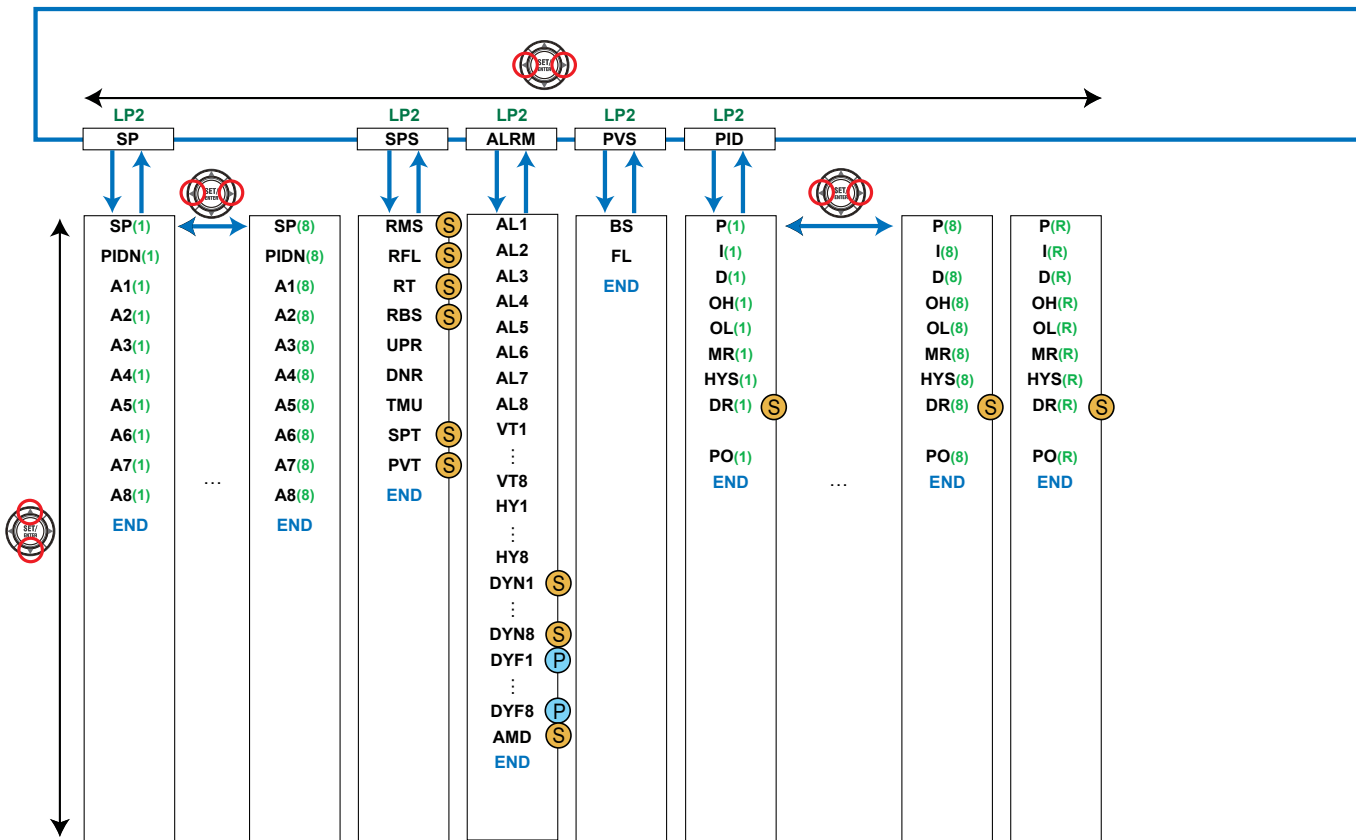 SET/
ENTER
LP2 LP2 LP2 LP2 LP2
SP SPS ALRM PVS PID
SET/
ENTER
SET/
ENTER
SP(1)
PIDN(1)
A1(1)
A2(1)
A3(1)
A4(1)
A5(1)
A6(1)
A7(1)
A8(1)
END
...
SP(8)
PIDN(8)
A1(8)
A2(8)
A3(8)
A4(8)
A5(8)
A6(8)
A7(8)
A8(8)
END
RMS S
RFL S
RT S
RBS S
UPR
DNR
TMU
SPT S
PVT S
END
AL1
AL2
AL3
AL4
AL5
AL6
AL7
AL8
VT1
⋮
VT8
HY1
⋮
HY8
DYN1 S
⋮
DYN8 S
DYF1 P
⋮
DYF8 P
AMD S
END
BS
FL
END
P(1)
I(1)
D(1)
OH(1)
OL(1)
MR(1)
HYS(1)
DR(1) S
PO(1)
END
...
P(8)
I(8)
D(8)
OH(8)
OL(8)
MR(8)
HYS(8)
DR(8) S
PO(8)
END
P(R)
I(R)
D(R)
OH(R)
OL(R)
MR(R)
HYS(R)
DR(R) S
PO(R)
END
SET/
ENTER